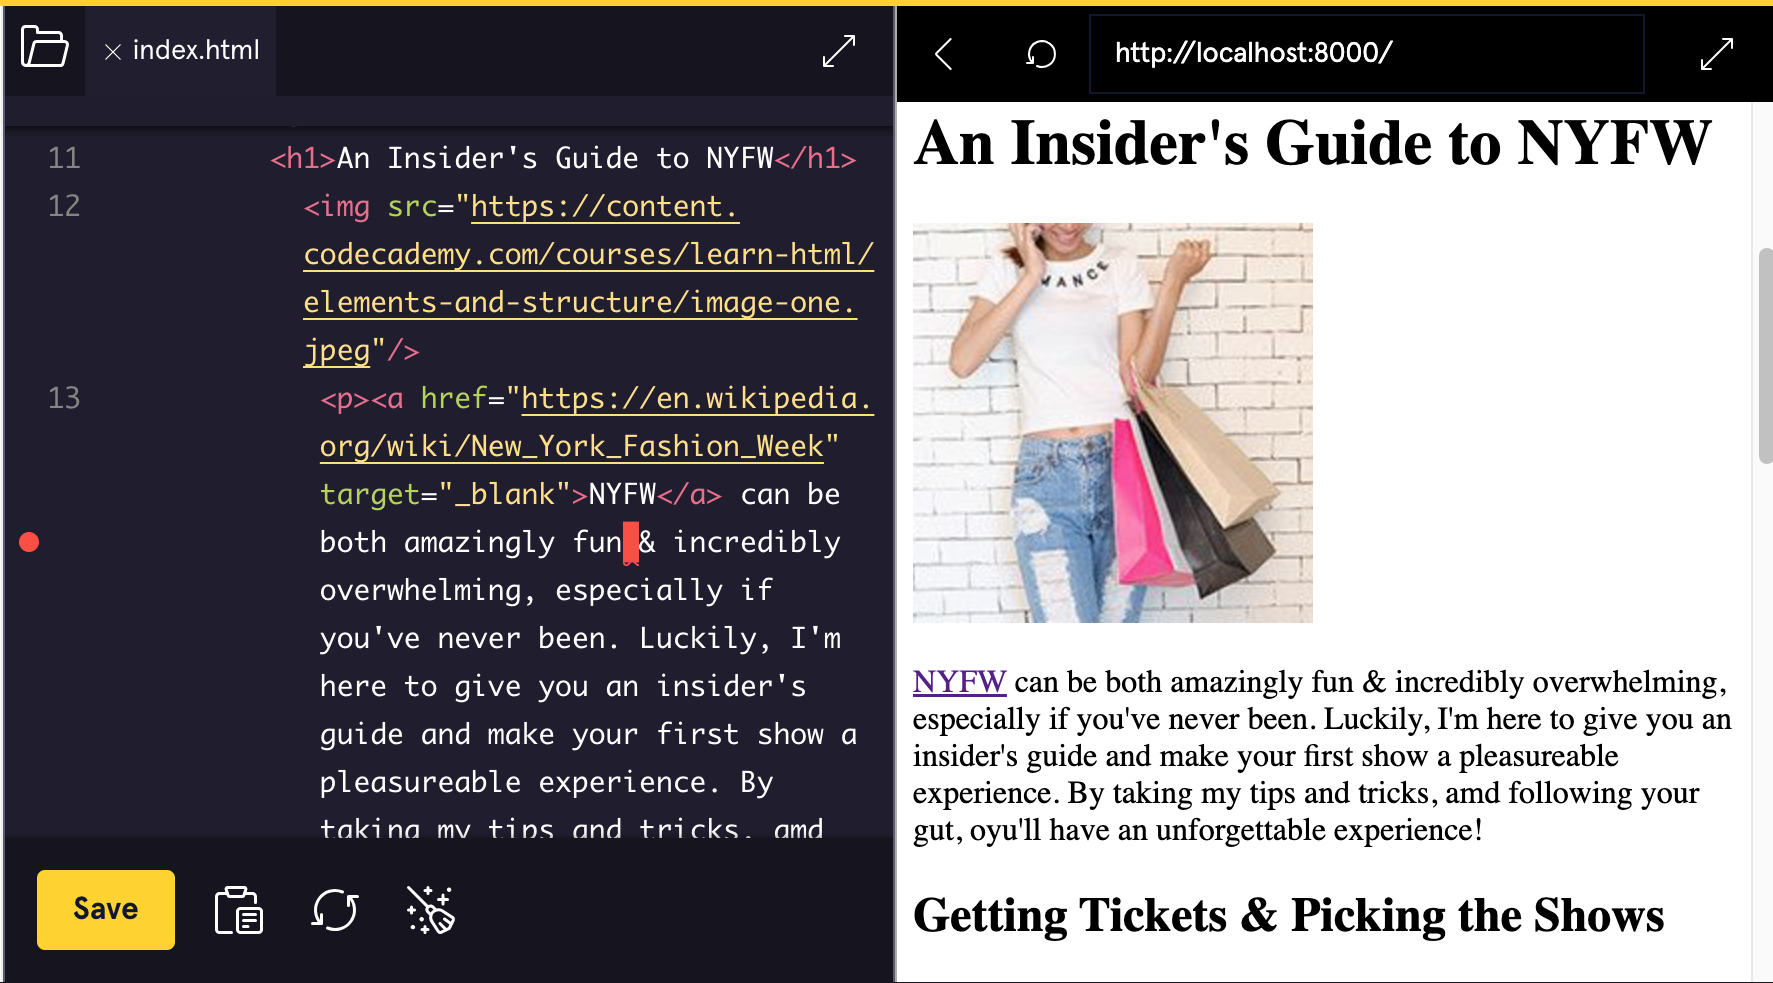 index.html
11 <h1>An Insider's Guide to NYFW</h1>
12 <img src="https://content.
codecademy.com/courses/learn-html/
elements-and-structure/image-one.
jpeg"/>
13 <p><a href="https://en.wikipedia.
org/wiki/New_York_Fashion_Week"
target="_blank">NYFW</a> can be
both amazingly fun & incredibly
overwhelming, especially if
you've never been. Luckily, I'm
here to give you an insider's
guide and make your first show a
pleasureable experience. By
taking my tips and tricks, amd
Save
http://localhost:8000/
An Insider's Guide to NYFW
NYFW can be both amazingly fun & incredibly overwhelming,
especially if you've never been. Luckily, I'm here to give you an
insider's guide and make your first show a pleasureable
experience. By taking my tips and tricks, amd following your
gut, oyu'll have an unforgettable experience!
Getting Tickets & Picking the Shows